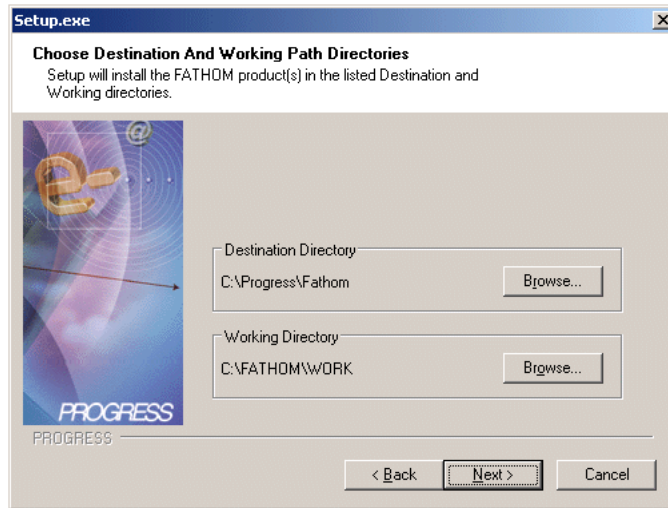 Setup.exe
Choose Destination And Working Path Directories
Setup will install the FATHOM product(s) in the listed Destination and
Working directories.
@
e-
Destination Directory
C:\Progress\Fathom
Browse...
Working Directory
C:\FATHOM\WORK
Browse...
PROGRESS
PROGRESS
< Back
Next >
Cancel